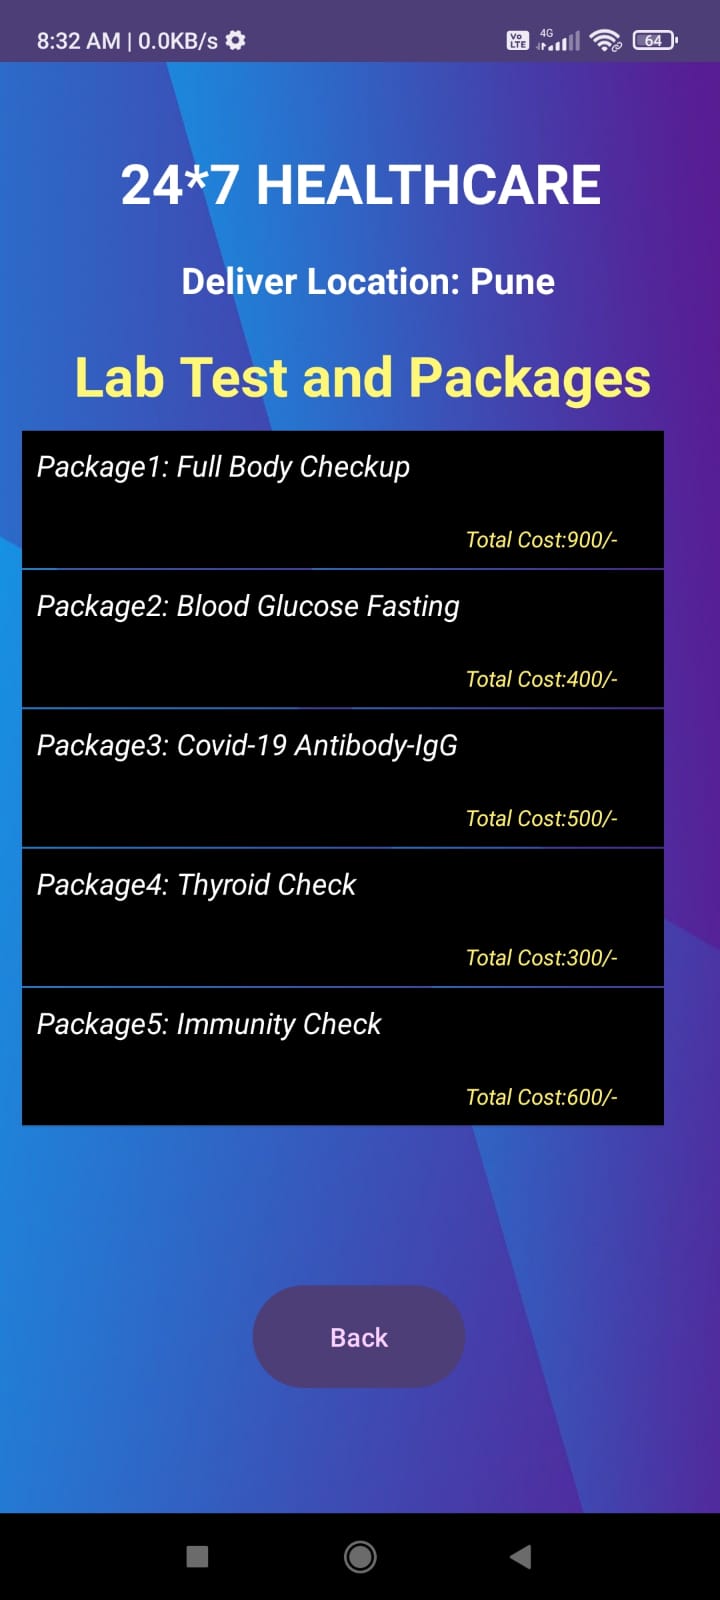 8:32 AM | 0.0KB/s
Vo LTE 4G 64
24*7 HEALTHCARE
Deliver Location: Pune
Lab Test and Packages
Package1: Full Body Checkup
Total Cost:900/-
Package2: Blood Glucose Fasting
Total Cost:400/-
Package3: Covid-19 Antibody-IgG
Total Cost:500/-
Package4: Thyroid Check
Total Cost:300/-
Package5: Immunity Check
Total Cost:600/-
Back